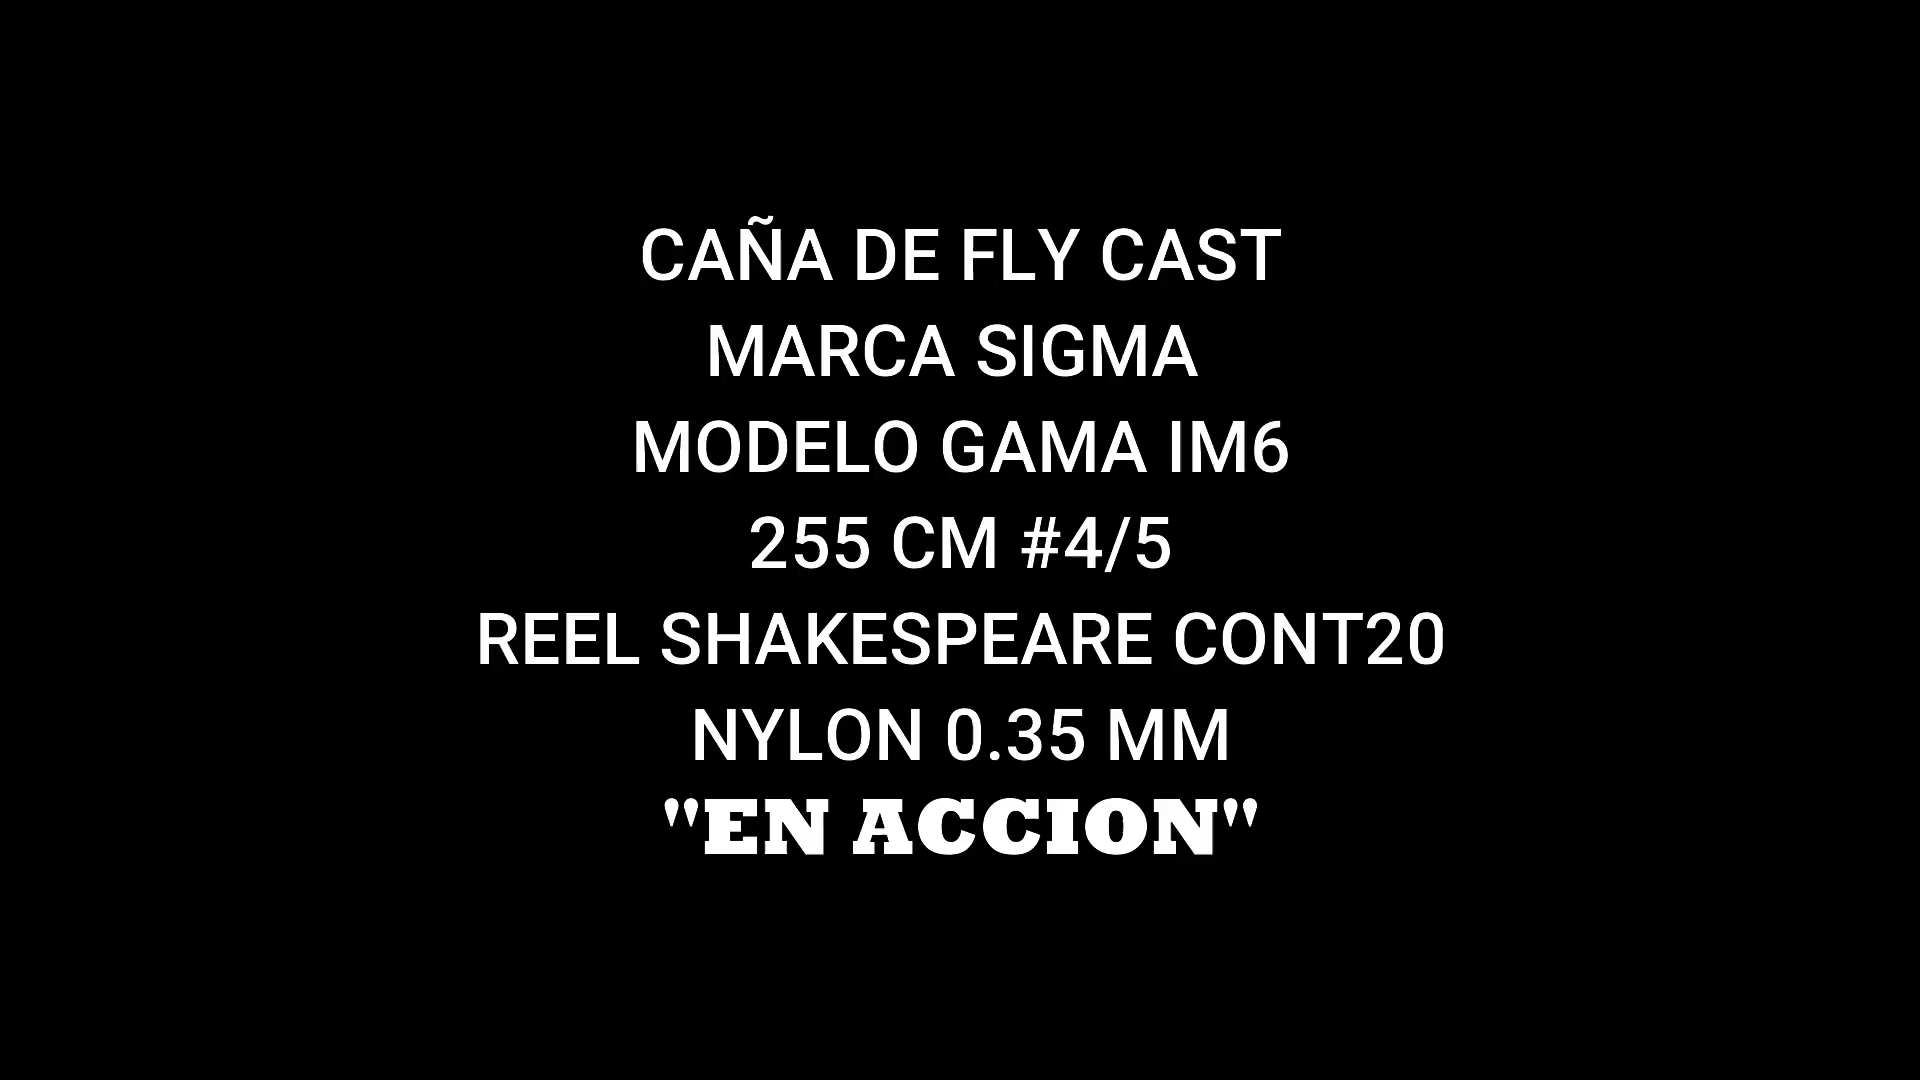 CAÑA DE FLY CAST
MARCA SIGMA
MODELO GAMA IM6
255 CM #4/5
REEL SHAKESPEARE CONT20
NYLON 0.35 MM
"EN ACCION"